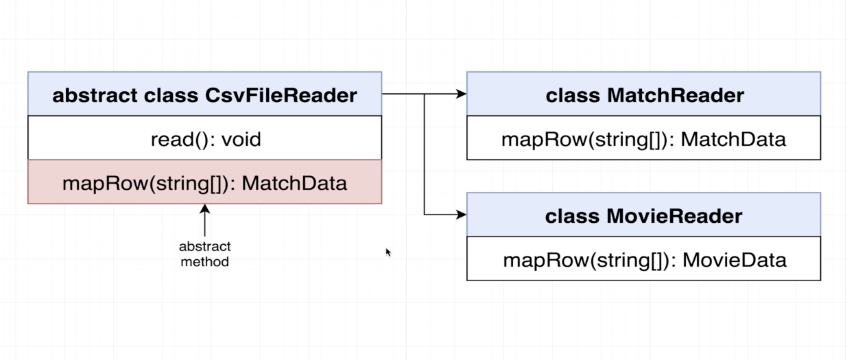 abstract class CsvFileReader
read(): void
mapRow(string[]): MatchData
abstract
method
class MatchReader
mapRow(string[]): MatchData
class MovieReader
mapRow(string[]): MovieData